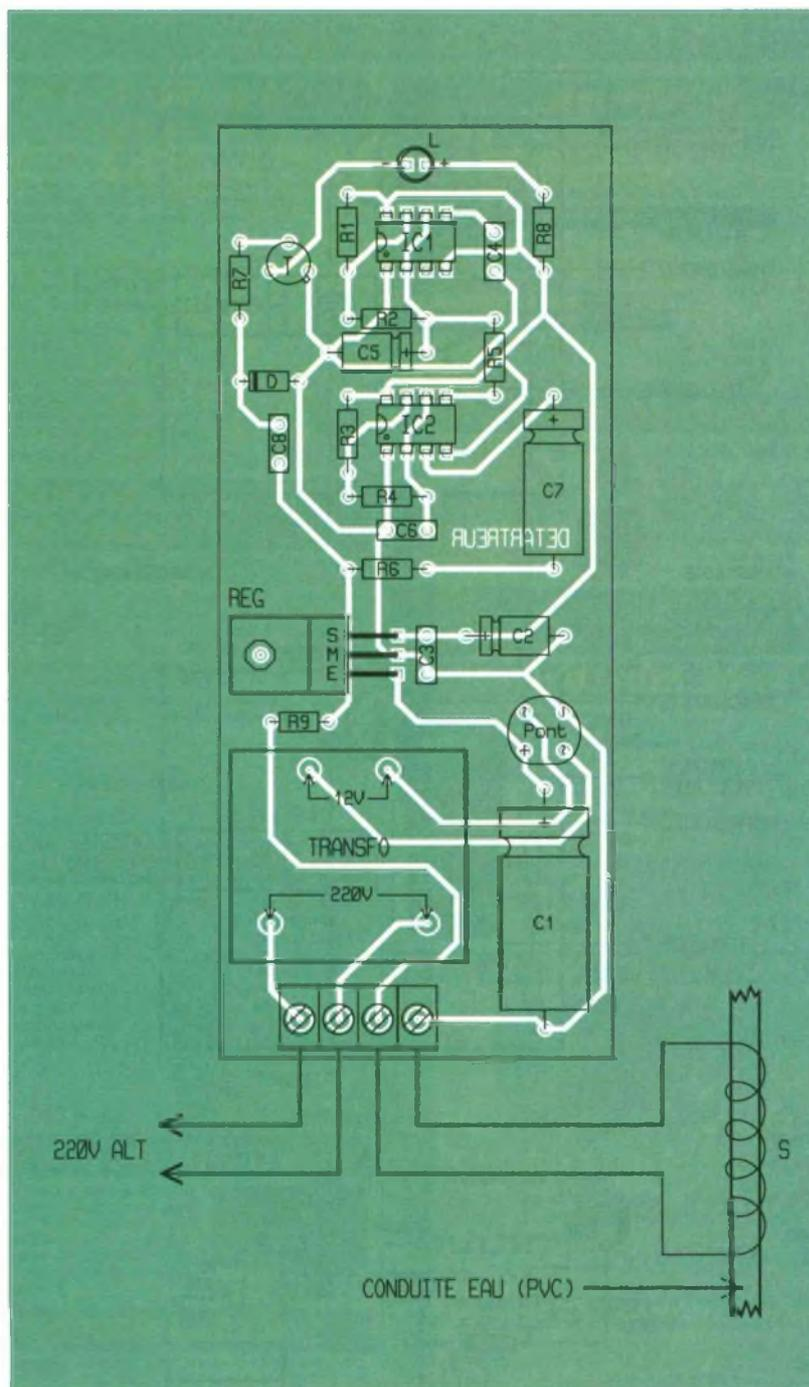 L
- +
R1
IC1
C4
R8
R7
T
R2
C5 +
R5
D
R3
IC2
+
C8
C7
R4
C6
DETARTREUR
R6
REG
S
M
E
C3
+ C2
R9
Pont
+ -
12V
TRANSFO
+
220V
C1
220V ALT
S
CONDUITE EAU (PVC)